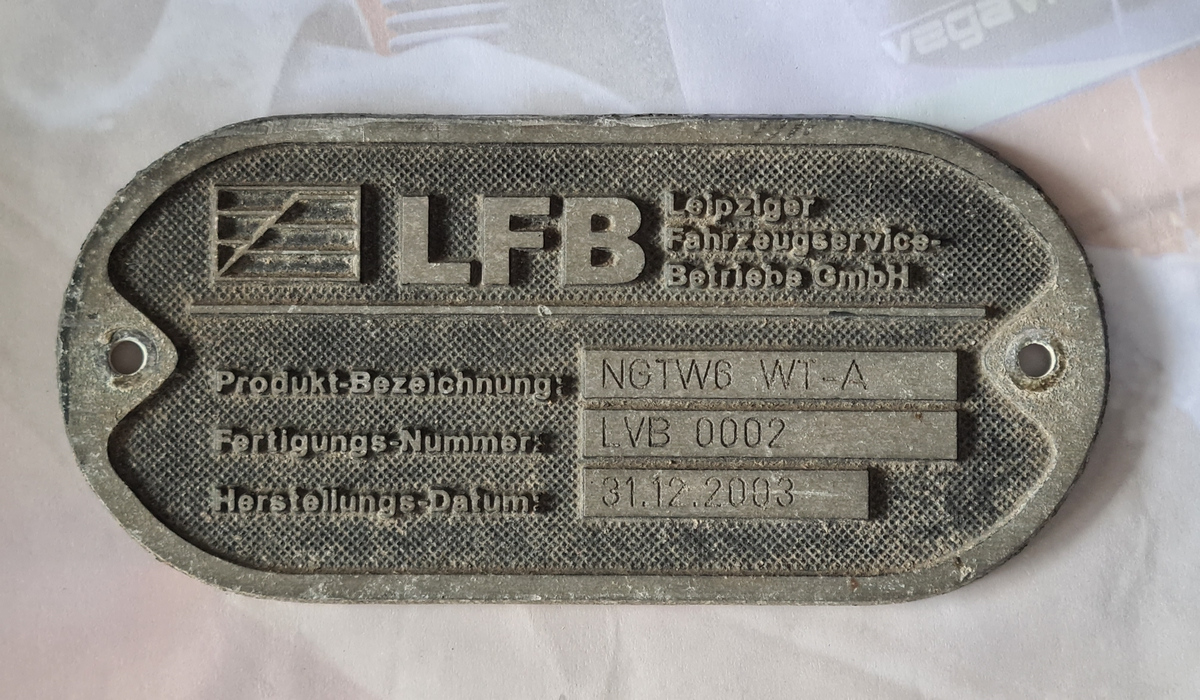 LFB
Leipziger
Fahrzeugservice-
Betriebe GmbH
Produkt-Bezeichnung: NGTW6 WT-A
Fertigungs-Nummer: LVB 0002
Herstellungs-Datum: 31.12.2003